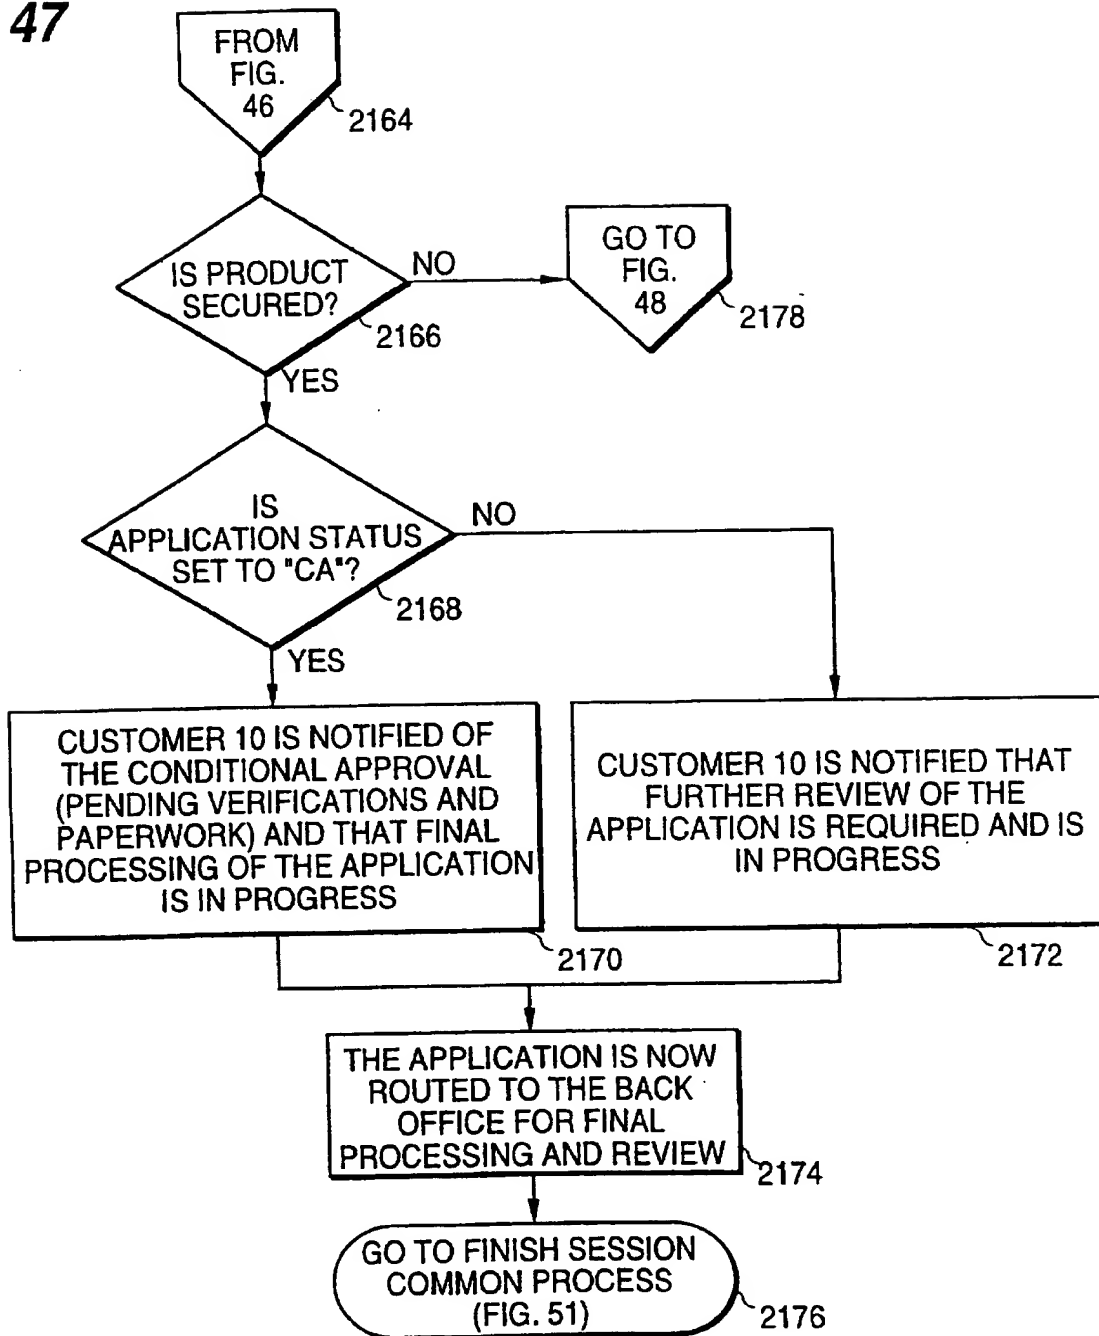 47
FROM
FIG.
46
2164
IS PRODUCT
SECURED?
2166
NO
GO TO
FIG.
48
2178
YES
IS
APPLICATION STATUS
SET TO "CA"?
2168
NO
YES
CUSTOMER 10 IS NOTIFIED OF
THE CONDITIONAL APPROVAL
(PENDING VERIFICATIONS AND
PAPERWORK) AND THAT FINAL
PROCESSING OF THE APPLICATION
IS IN PROGRESS
2170
CUSTOMER 10 IS NOTIFIED THAT
FURTHER REVIEW OF THE
APPLICATION IS REQUIRED AND IS
IN PROGRESS
2172
THE APPLICATION IS NOW
ROUTED TO THE BACK
OFFICE FOR FINAL
PROCESSING AND REVIEW
2174
GO TO FINISH SESSION
COMMON PROCESS
(FIG. 51)
2176